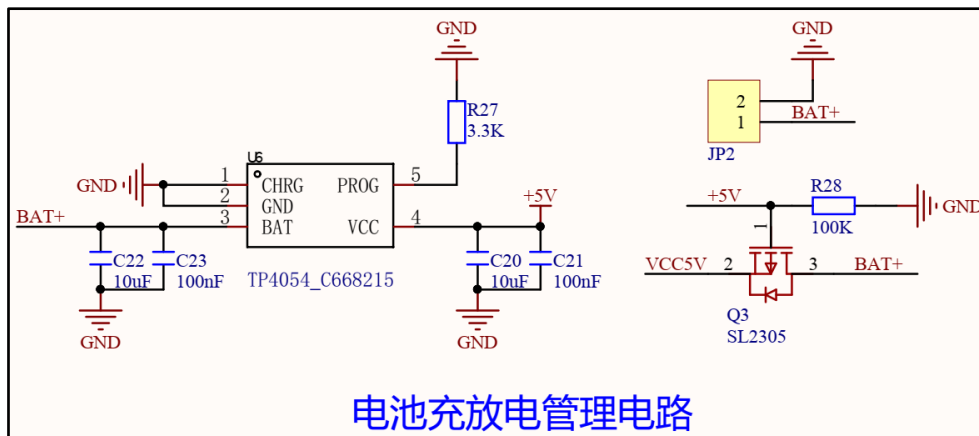 GND
R27
3.3K
U6
GND
1
CHRG
PROG
5
2
GND
BAT+
3
BAT
VCC
4
+5V
C22
10uF
C23
100nF
TP4054_C668215
C20
10uF
C21
100nF
GND
GND
GND
2
1
BAT+
JP2
+5V
R28
100K
GND
1
VCC5V
2
3
BAT+
Q3
SL2305
电池充放电管理电路